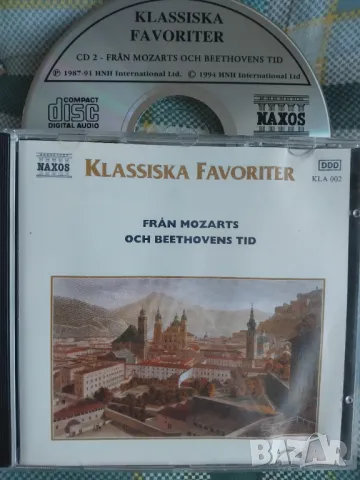 KLASSISKA
FAVORITER
CD 2 - FRÅN MOZARTS OCH BEETHOVENS TID
℗ 1987-91 HNH International Ltd. © 1994 HNH International Ltd.
COMPACT
disc
DIGITAL AUDIO
NAXOS
NAXOS
KLASSISKA FAVORITER
DDD
KLA 002
FRÅN MOZARTS
OCH BEETHOVENS TID
BAZAR